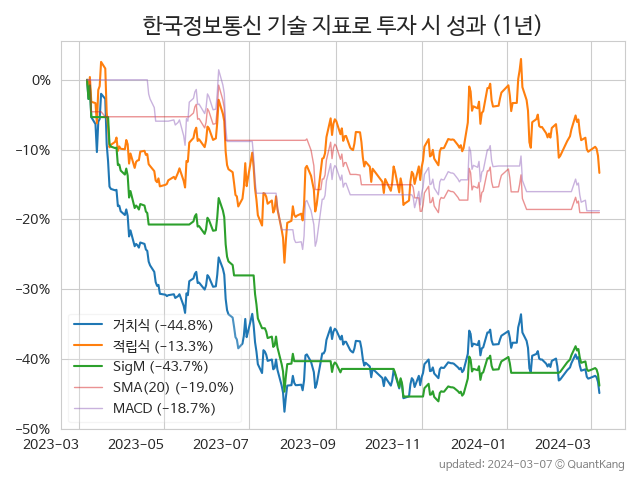 한국정보통신 기술 지표로 투자 시 성과 (1년)
0%
−10%
−20%
−30%
−40%
−50%
거치식 (−44.8%)
적립식 (−13.3%)
SigM (−43.7%)
SMA(20) (−19.0%)
MACD (−18.7%)
2023-03 2023-05 2023-07 2023-09 2023-11 2024-01 2024-03
updated: 2024-03-07 © QuantKang